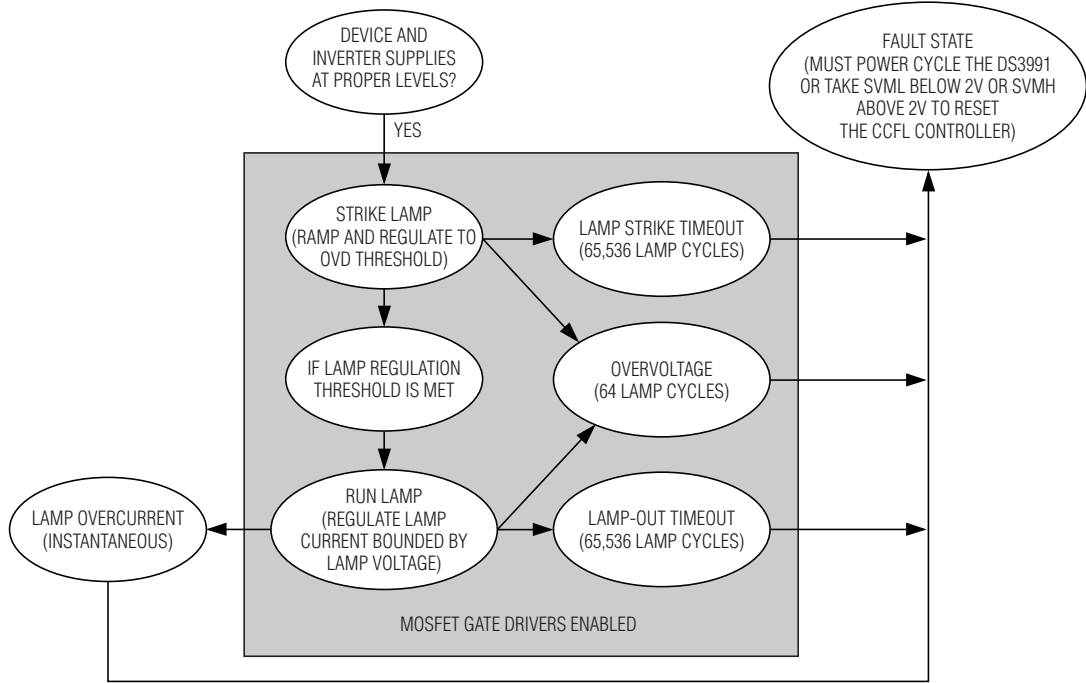 DEVICE AND
INVERTER SUPPLIES
AT PROPER LEVELS?
YES
FAULT STATE
(MUST POWER CYCLE THE DS3991
OR TAKE SVML BELOW 2V OR SVMH
ABOVE 2V TO RESET
THE CCFL CONTROLLER)
STRIKE LAMP
(RAMP AND REGULATE TO
OVD THRESHOLD)
LAMP STRIKE TIMEOUT
(65,536 LAMP CYCLES)
IF LAMP REGULATION
THRESHOLD IS MET
OVERVOLTAGE
(64 LAMP CYCLES)
LAMP OVERCURRENT
(INSTANTANEOUS)
RUN LAMP
(REGULATE LAMP
CURRENT BOUNDED BY
LAMP VOLTAGE)
LAMP-OUT TIMEOUT
(65,536 LAMP CYCLES)
MOSFET GATE DRIVERS ENABLED